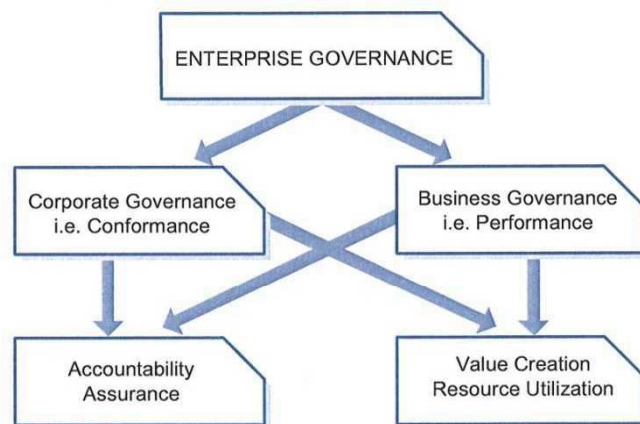 ENTERPRISE GOVERNANCE
Corporate Governance
i.e. Conformance
Business Governance
i.e. Performance
Accountability
Assurance
Value Creation
Resource Utilization